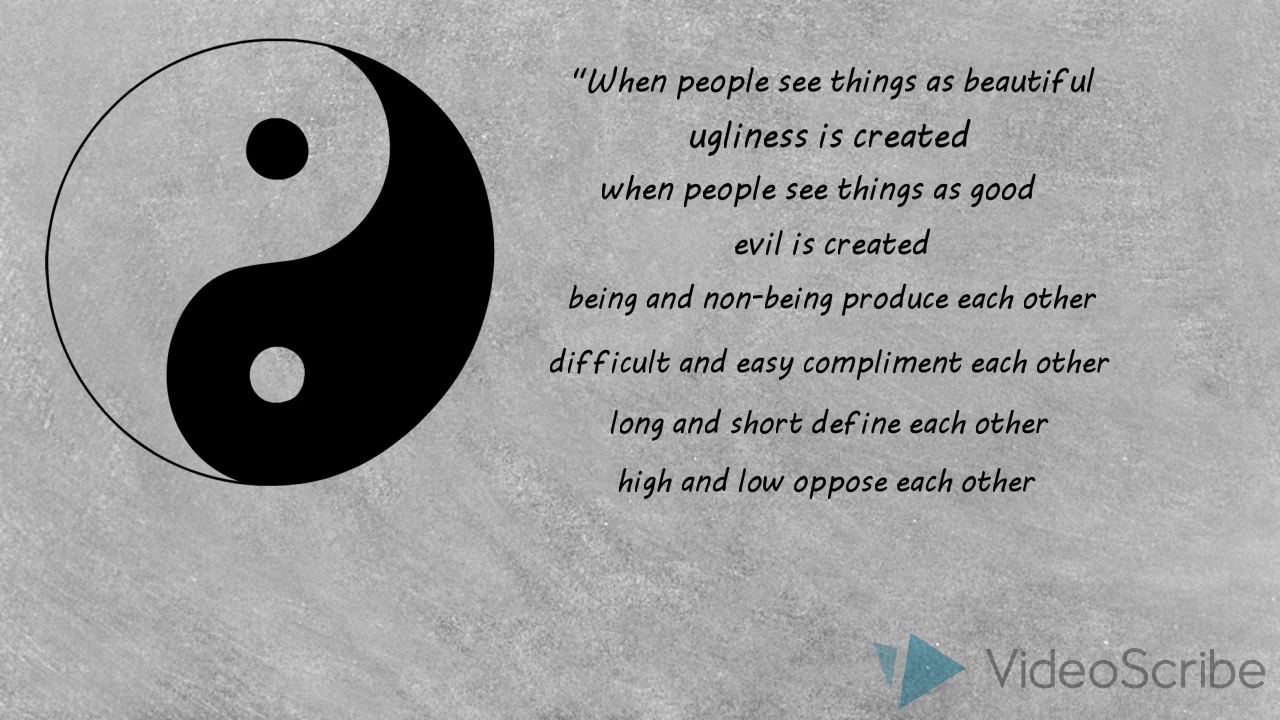 “When people see things as beautiful
ugliness is created
when people see things as good
evil is created
being and non-being produce each other
difficult and easy compliment each other
long and short define each other
high and low oppose each other
VideoScribe